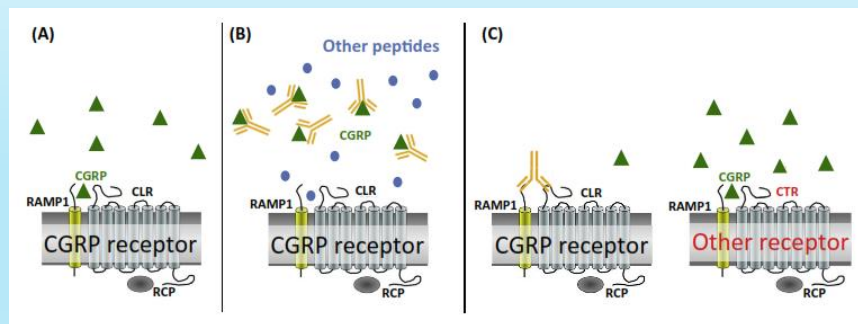 (A)
CGRP
RAMP1
CLR
CGRP receptor
RCP
(B)
Other peptides
CGRP
RAMP1
CLR
CGRP receptor
RCP
(C)
RAMP1
CLR
CGRP receptor
RCP
CGRP
RAMP1
CTR
Other receptor
RCP